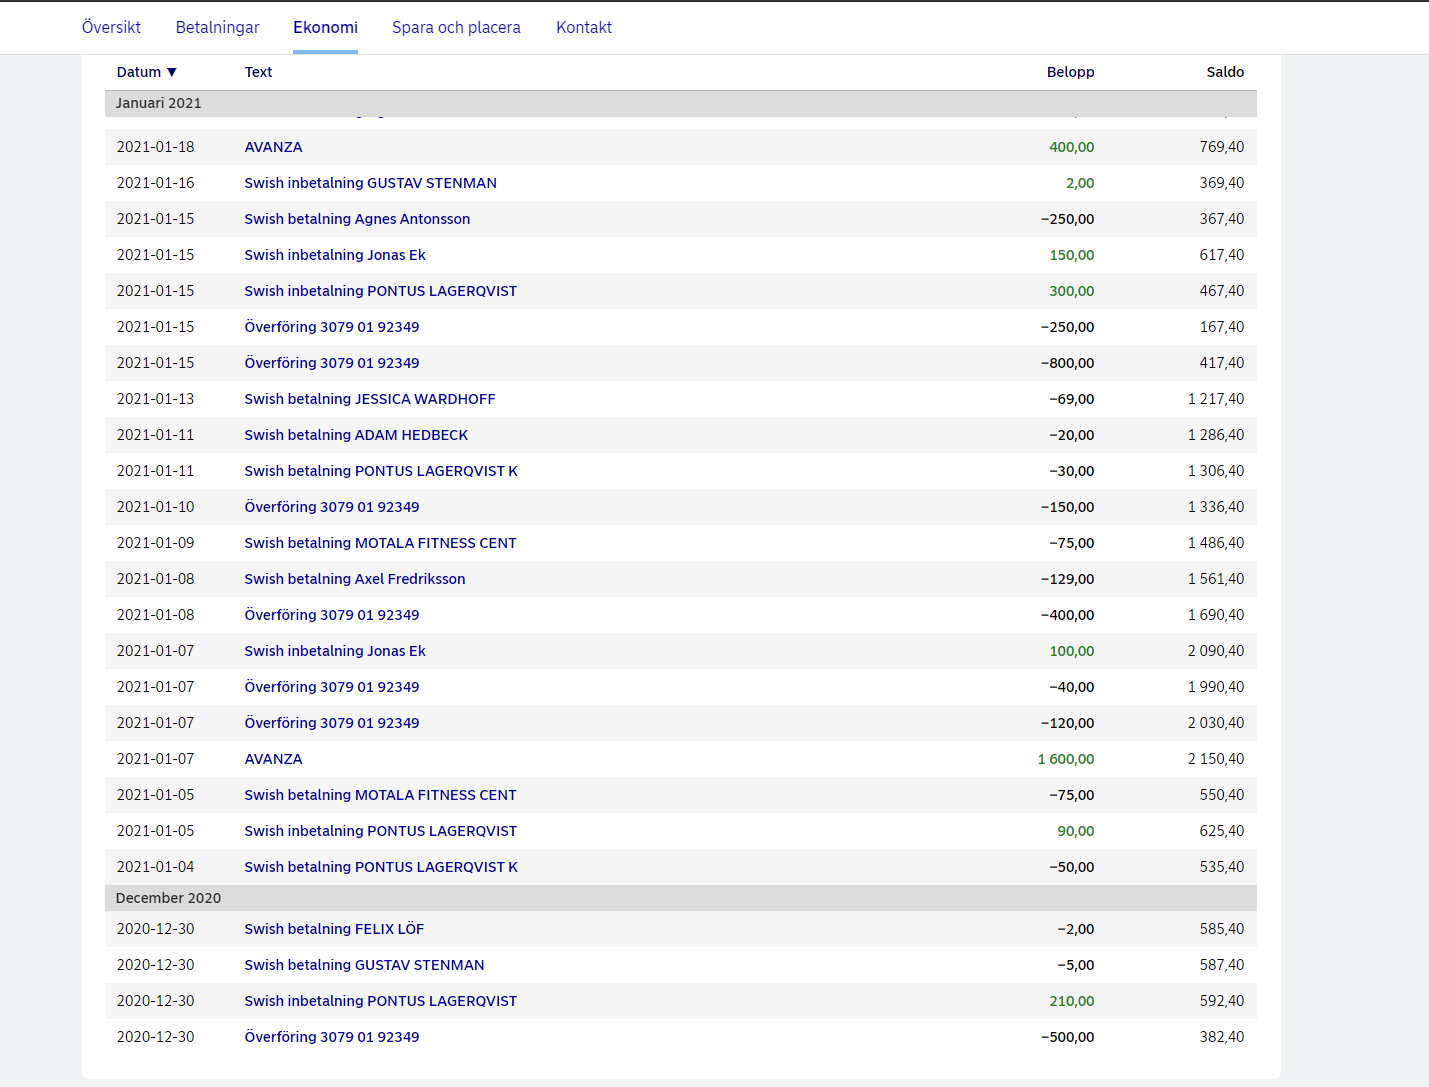 Översikt Betalningar Ekonomi Spara och placera Kontakt
Datum ▼ Text Belopp Saldo
Januari 2021
2021-01-18 AVANZA 400,00 769,40
2021-01-16 Swish inbetalning GUSTAV STENMAN 2,00 369,40
2021-01-15 Swish betalning Agnes Antonsson −250,00 367,40
2021-01-15 Swish inbetalning Jonas Ek 150,00 617,40
2021-01-15 Swish inbetalning PONTUS LAGERQVIST 300,00 467,40
2021-01-15 Överföring 3079 01 92349 −250,00 167,40
2021-01-15 Överföring 3079 01 92349 −800,00 417,40
2021-01-13 Swish betalning JESSICA WARDHOFF −69,00 1 217,40
2021-01-11 Swish betalning ADAM HEDBECK −20,00 1 286,40
2021-01-11 Swish betalning PONTUS LAGERQVIST K −30,00 1 306,40
2021-01-10 Överföring 3079 01 92349 −150,00 1 336,40
2021-01-09 Swish betalning MOTALA FITNESS CENT −75,00 1 486,40
2021-01-08 Swish betalning Axel Fredriksson −129,00 1 561,40
2021-01-08 Överföring 3079 01 92349 −400,00 1 690,40
2021-01-07 Swish inbetalning Jonas Ek 100,00 2 090,40
2021-01-07 Överföring 3079 01 92349 −40,00 1 990,40
2021-01-07 Överföring 3079 01 92349 −120,00 2 030,40
2021-01-07 AVANZA 1 600,00 2 150,40
2021-01-05 Swish betalning MOTALA FITNESS CENT −75,00 550,40
2021-01-05 Swish inbetalning PONTUS LAGERQVIST 90,00 625,40
2021-01-04 Swish betalning PONTUS LAGERQVIST K −50,00 535,40
December 2020
2020-12-30 Swish betalning FELIX LÖF −2,00 585,40
2020-12-30 Swish betalning GUSTAV STENMAN −5,00 587,40
2020-12-30 Swish inbetalning PONTUS LAGERQVIST 210,00 592,40
2020-12-30 Överföring 3079 01 92349 −500,00 382,40